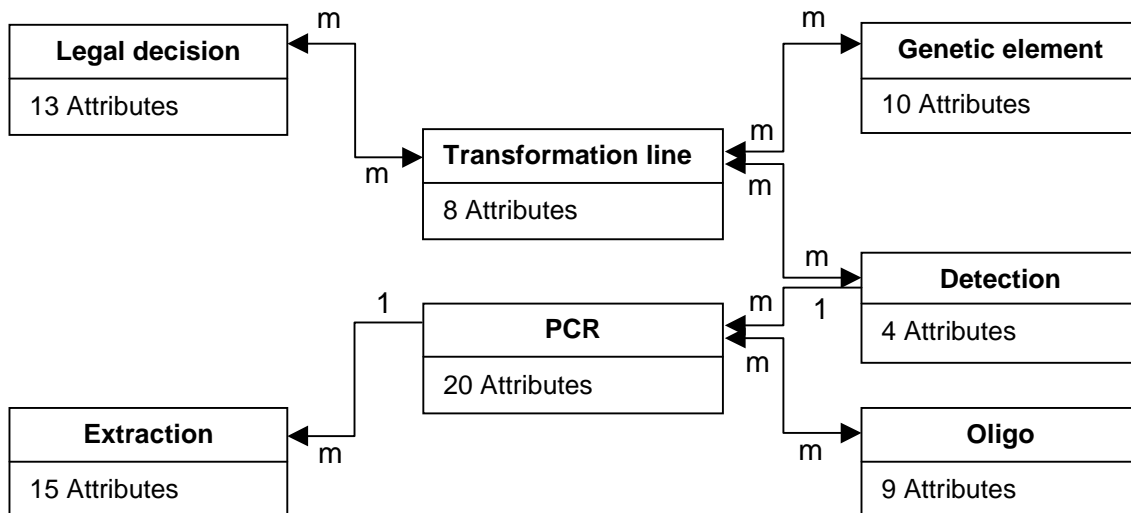 m
m
Legal decision
Genetic element
13 Attributes
10 Attributes
m
Transformation line
m
m
8 Attributes
m
Detection
1
m
1
PCR
4 Attributes
m
20 Attributes
Extraction
Oligo
m
m
15 Attributes
9 Attributes